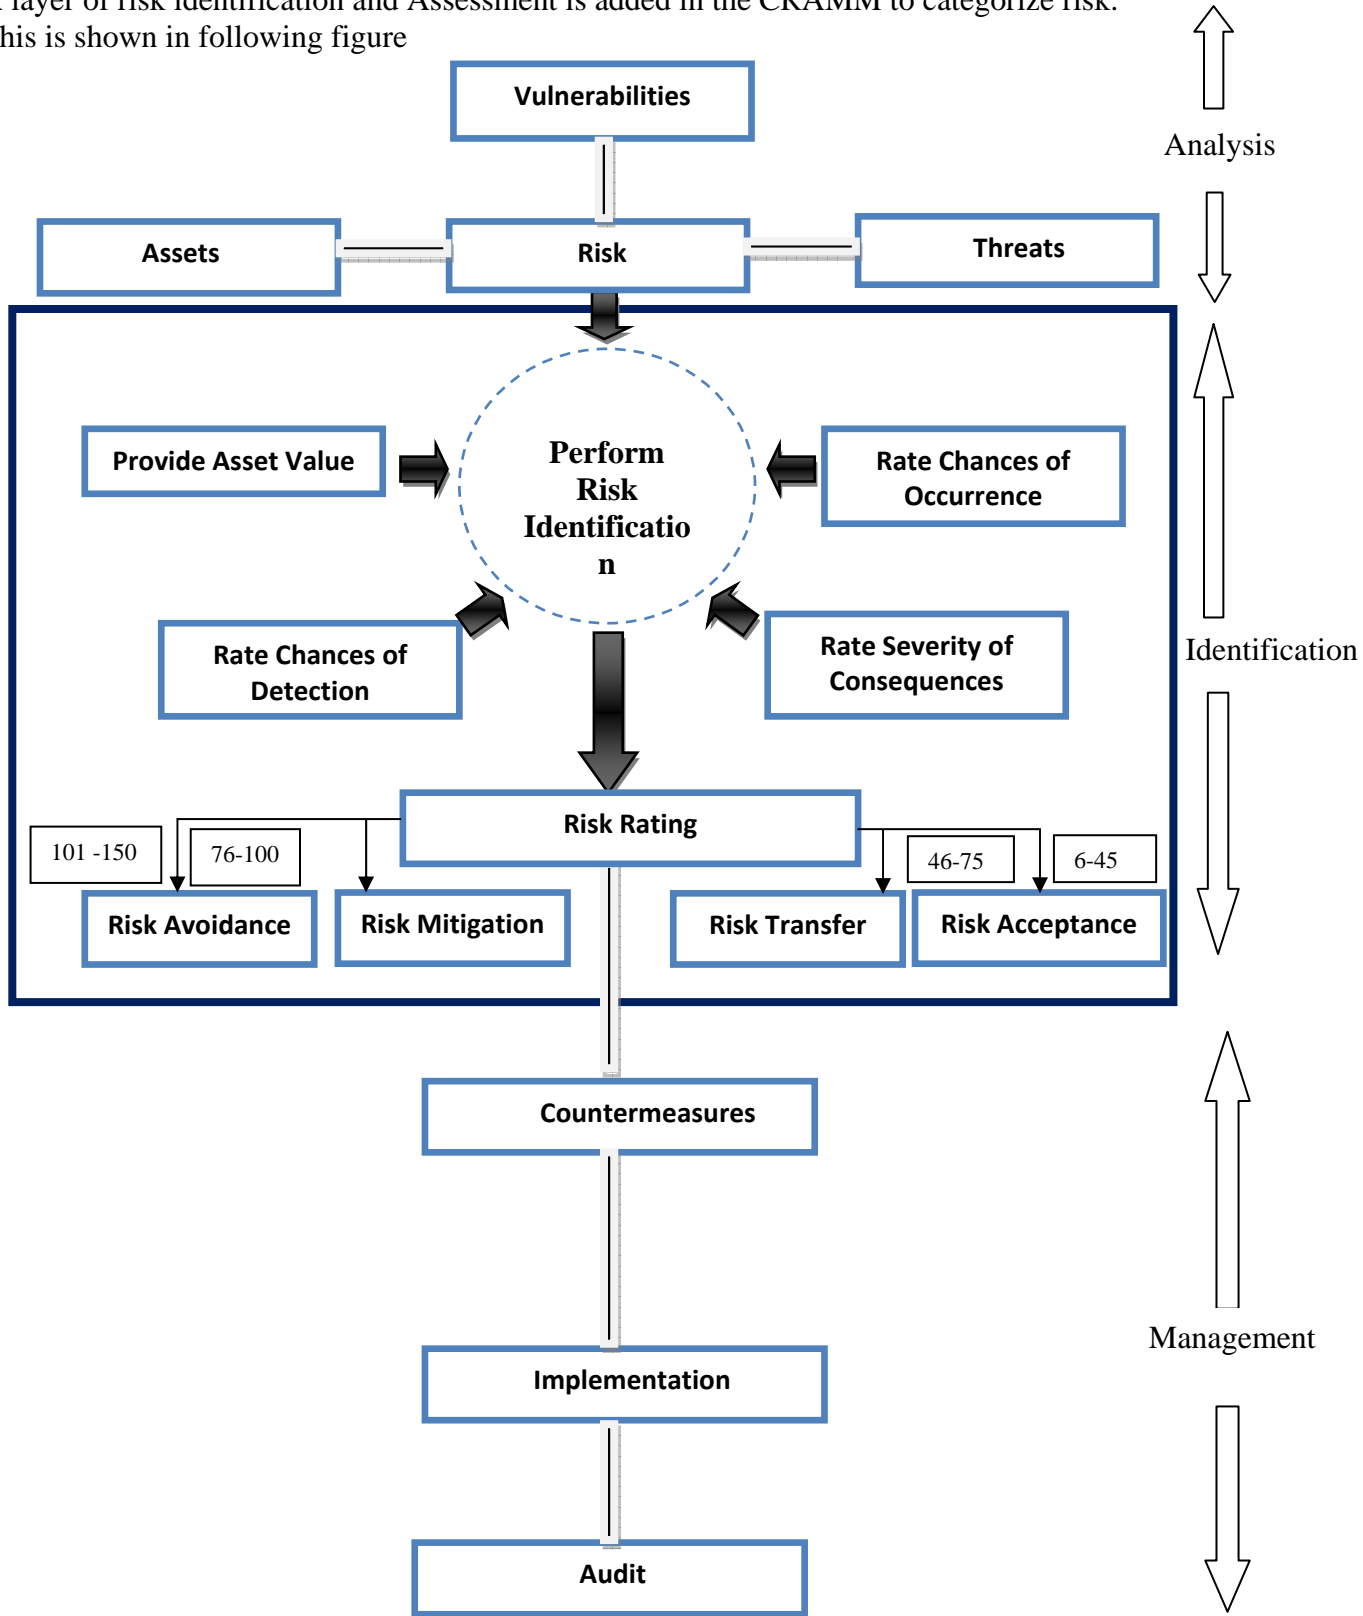 layer of risk identification and Assessment is added in the CRAMM to categorize risk.
his is shown in following figure
Vulnerabilities
Analysis
Assets
Risk
Threats
Provide Asset Value
Perform
Risk
Identificatio
n
Rate Chances of
Occurrence
Rate Chances of
Detection
Rate Severity of
Consequences
Identification
Risk Rating
101 -150
76-100
46-75
6-45
Risk Avoidance
Risk Mitigation
Risk Transfer
Risk Acceptance
Countermeasures
Management
Implementation
Audit